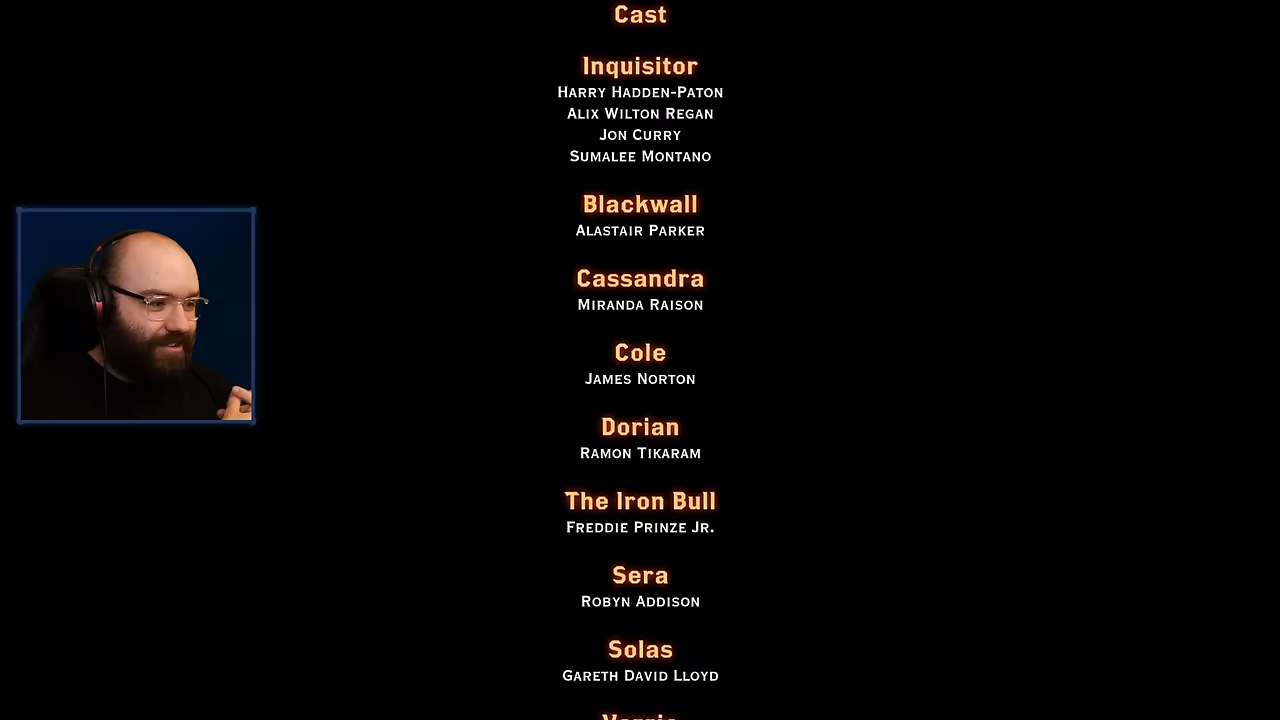 Cast
Inquisitor
Harry Hadden-Paton
Alix Wilton Regan
Jon Curry
Sumalee Montano
Blackwall
Alastair Parker
Cassandra
Miranda Raison
Cole
James Norton
Dorian
Ramon Tikaram
The Iron Bull
Freddie Prinze Jr.
Sera
Robyn Addison
Solas
Gareth David Lloyd